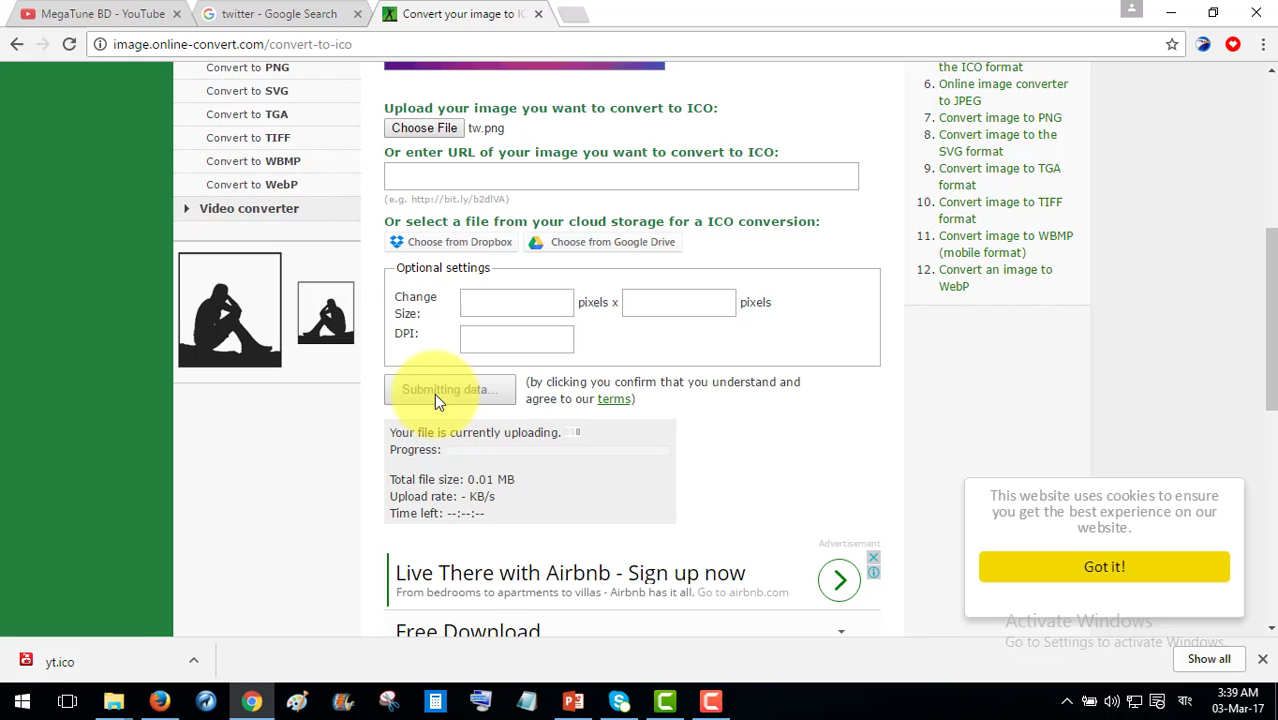 MegaTune BD - YouTube
twitter - Google Search
Convert your image to IC
image.online-convert.com/convert-to-ico
Convert to PNG
Convert to SVG
Convert to TGA
Convert to TIFF
Convert to WBMP
Convert to WebP
Video converter
Upload your image you want to convert to ICO:
Choose File tw.png
Or enter URL of your image you want to convert to ICO:
(e.g. http://bit.ly/b2dlVA)
Or select a file from your cloud storage for a ICO conversion:
Choose from Dropbox
Choose from Google Drive
Optional settings
Change
Size:
pixels x
pixels
DPI:
Submitting data...
(by clicking you confirm that you understand and
agree to our terms)
Your file is currently uploading.
Progress:
Total file size: 0.01 MB
Upload rate: - KB/s
Time left: --:--:--
Advertisement
Live There with Airbnb - Sign up now
From bedrooms to apartments to villas - Airbnb has it all. Go to airbnb.com
Free Download
the ICO format
6. Online image converter
to JPEG
7. Convert image to PNG
8. Convert image to the
SVG format
9. Convert image to TGA
format
10. Convert image to TIFF
format
11. Convert image to WBMP
(mobile format)
12. Convert an image to
WebP
This website uses cookies to ensure
you get the best experience on our
website.
Got it!
Activate Windows
Go to Settings to activate Windows.
yt.ico
Show all
বাং
3:39 AM
03-Mar-17